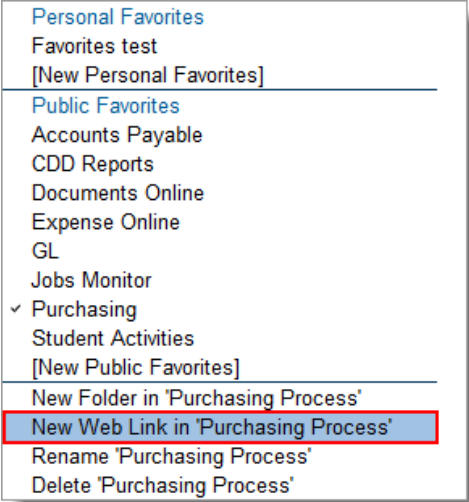 Personal Favorites
Favorites test
[New Personal Favorites]
Public Favorites
Accounts Payable
CDD Reports
Documents Online
Expense Online
GL
Jobs Monitor
Purchasing
Student Activities
[New Public Favorites]
New Folder in 'Purchasing Process'
New Web Link in 'Purchasing Process'
Rename 'Purchasing Process'
Delete 'Purchasing Process'